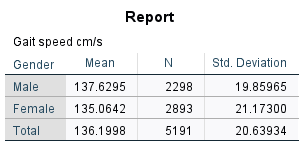 Report
Gait speed cm/s
Gender Mean N Std. Deviation
Male 137.6295 2298 19.85965
Female 135.0642 2893 21.17300
Total 136.1998 5191 20.63934